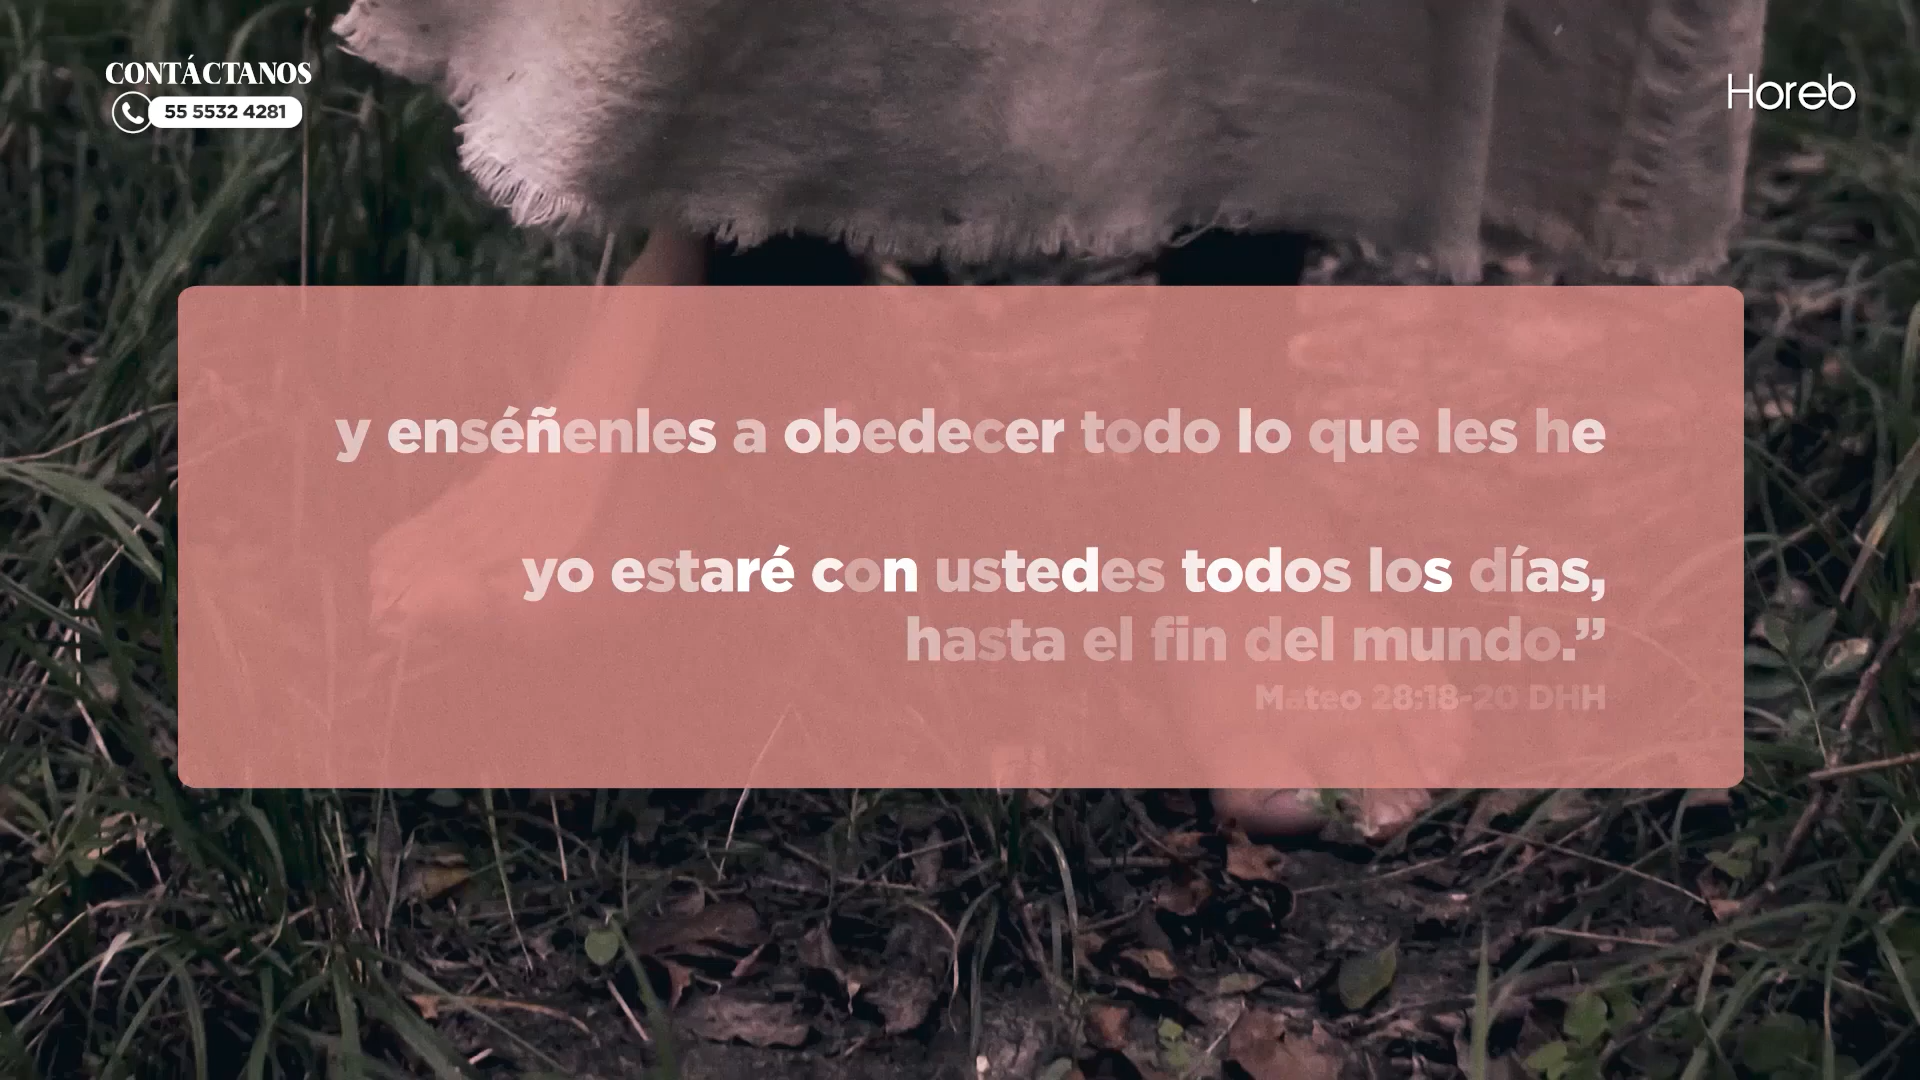 CONTÁCTANOS
55 5532 4281
Horeb
y enséñenles a obedecer todo lo que les he
yo estaré con ustedes todos los días,
hasta el fin del mundo.”
Mateo 28:18-20 DHH